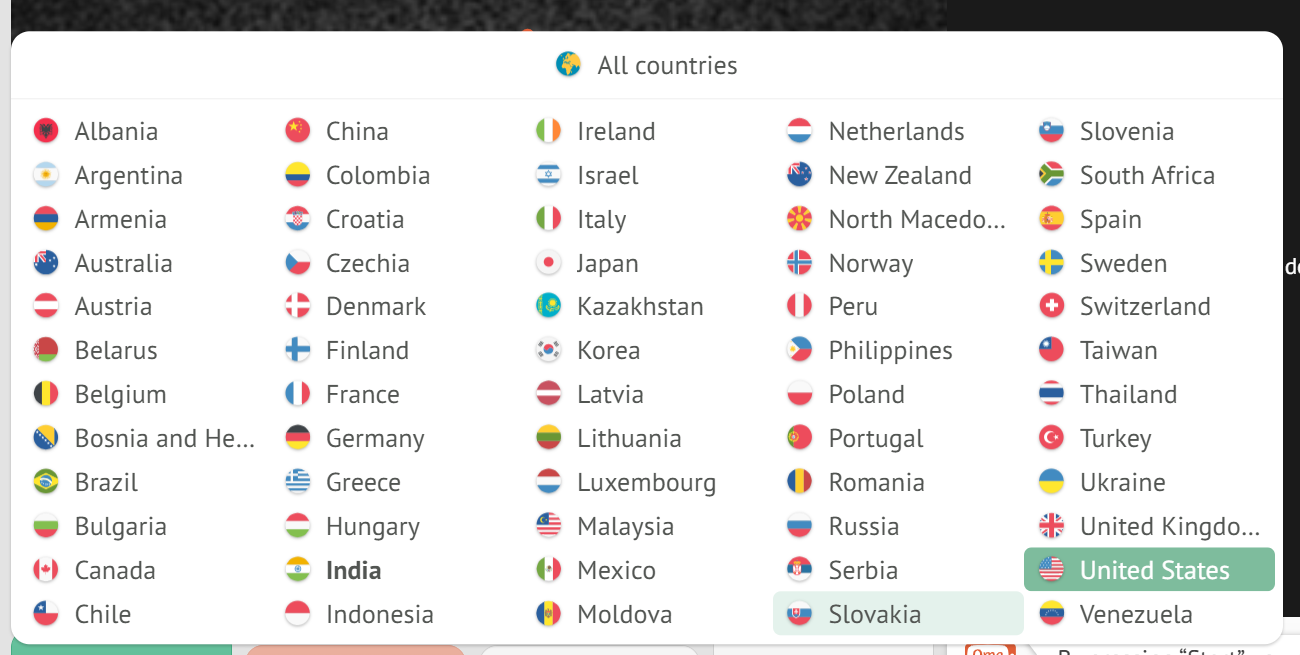 All countries
Albania
Argentina
Armenia
Australia
Austria
Belarus
Belgium
Bosnia and He...
Brazil
Bulgaria
Canada
Chile
China
Colombia
Croatia
Czechia
Denmark
Finland
France
Germany
Greece
Hungary
India
Indonesia
Ireland
Israel
Italy
Japan
Kazakhstan
Korea
Latvia
Lithuania
Luxembourg
Malaysia
Mexico
Moldova
Netherlands
New Zealand
North Macedo...
Norway
Peru
Philippines
Poland
Portugal
Romania
Russia
Serbia
Slovakia
Slovenia
South Africa
Spain
Sweden
Switzerland
Taiwan
Thailand
Turkey
Ukraine
United Kingdo...
United States
Venezuela